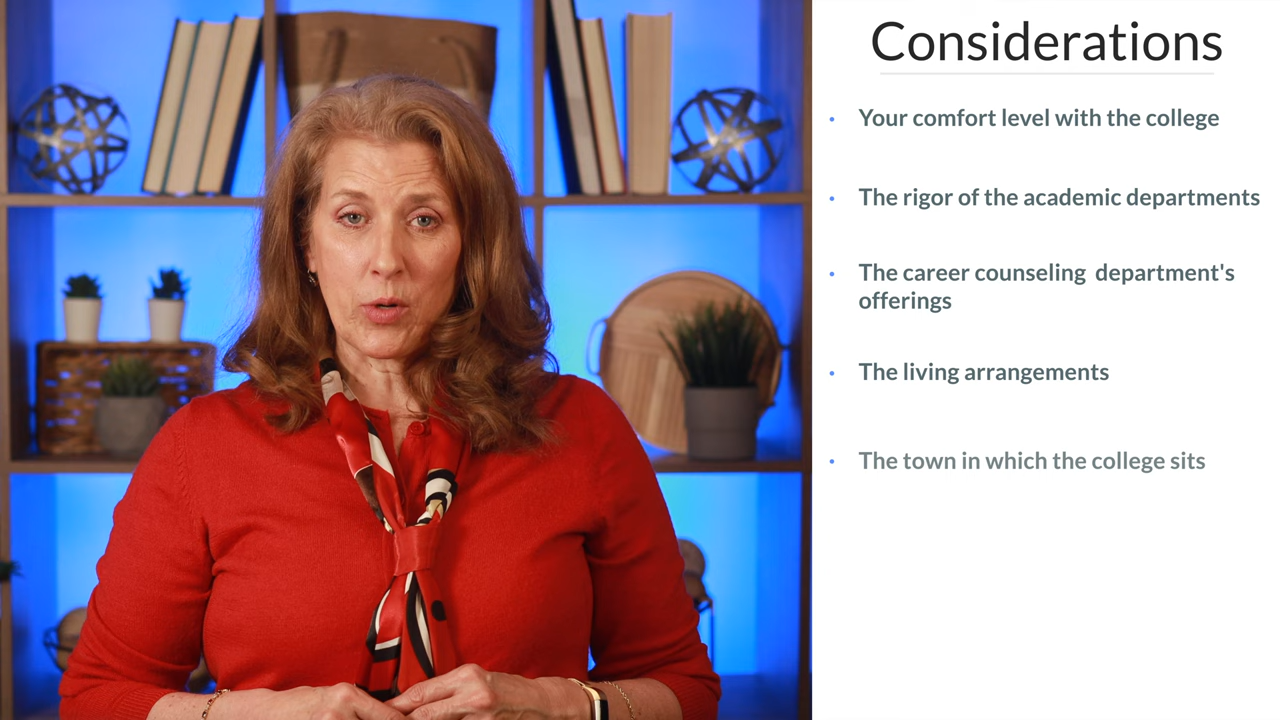 Considerations
• Your comfort level with the college
• The rigor of the academic departments
• The career counseling department's
offerings
• The living arrangements
• The town in which the college sits